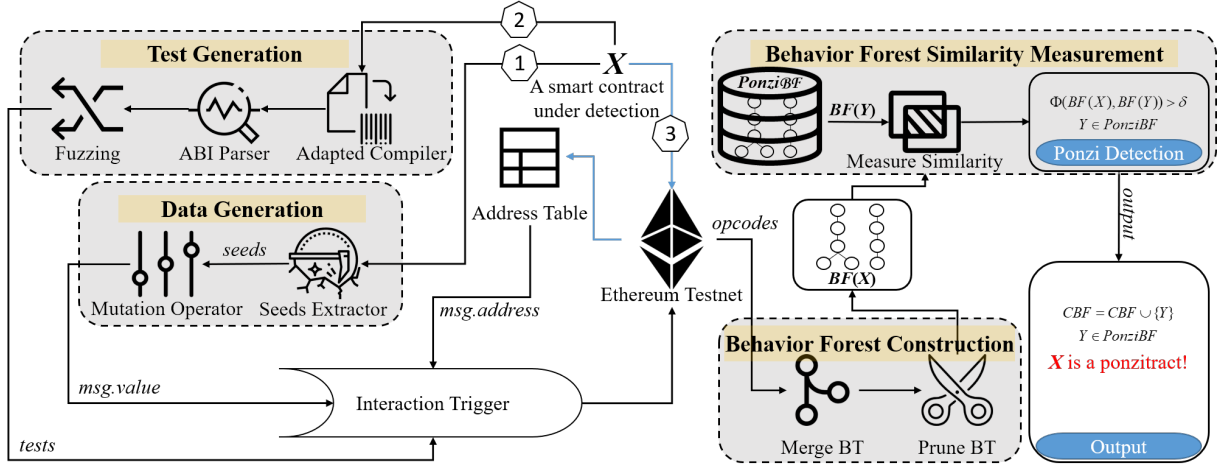 Test Generation
Fuzzing
ABI Parser
Adapted Compiler
2
1
X
A smart contract
under detection
3
Data Generation
seeds
Mutation Operator
Seeds Extractor
Address Table
Ethereum Testnet
msg.address
msg.value
tests
Interaction Trigger
opcodes
Behavior Forest Similarity Measurement
PonziBF
BF(Y)
Measure Similarity
Φ(BF(X), BF(Y)) > δ
Y ∈ PonziBF
Ponzi Detection
BF(X)
Behavior Forest Construction
Merge BT
Prune BT
output
CBF = CBF ∪ {Y}
Y ∈ PonziBF
X is a ponzitract!
Output